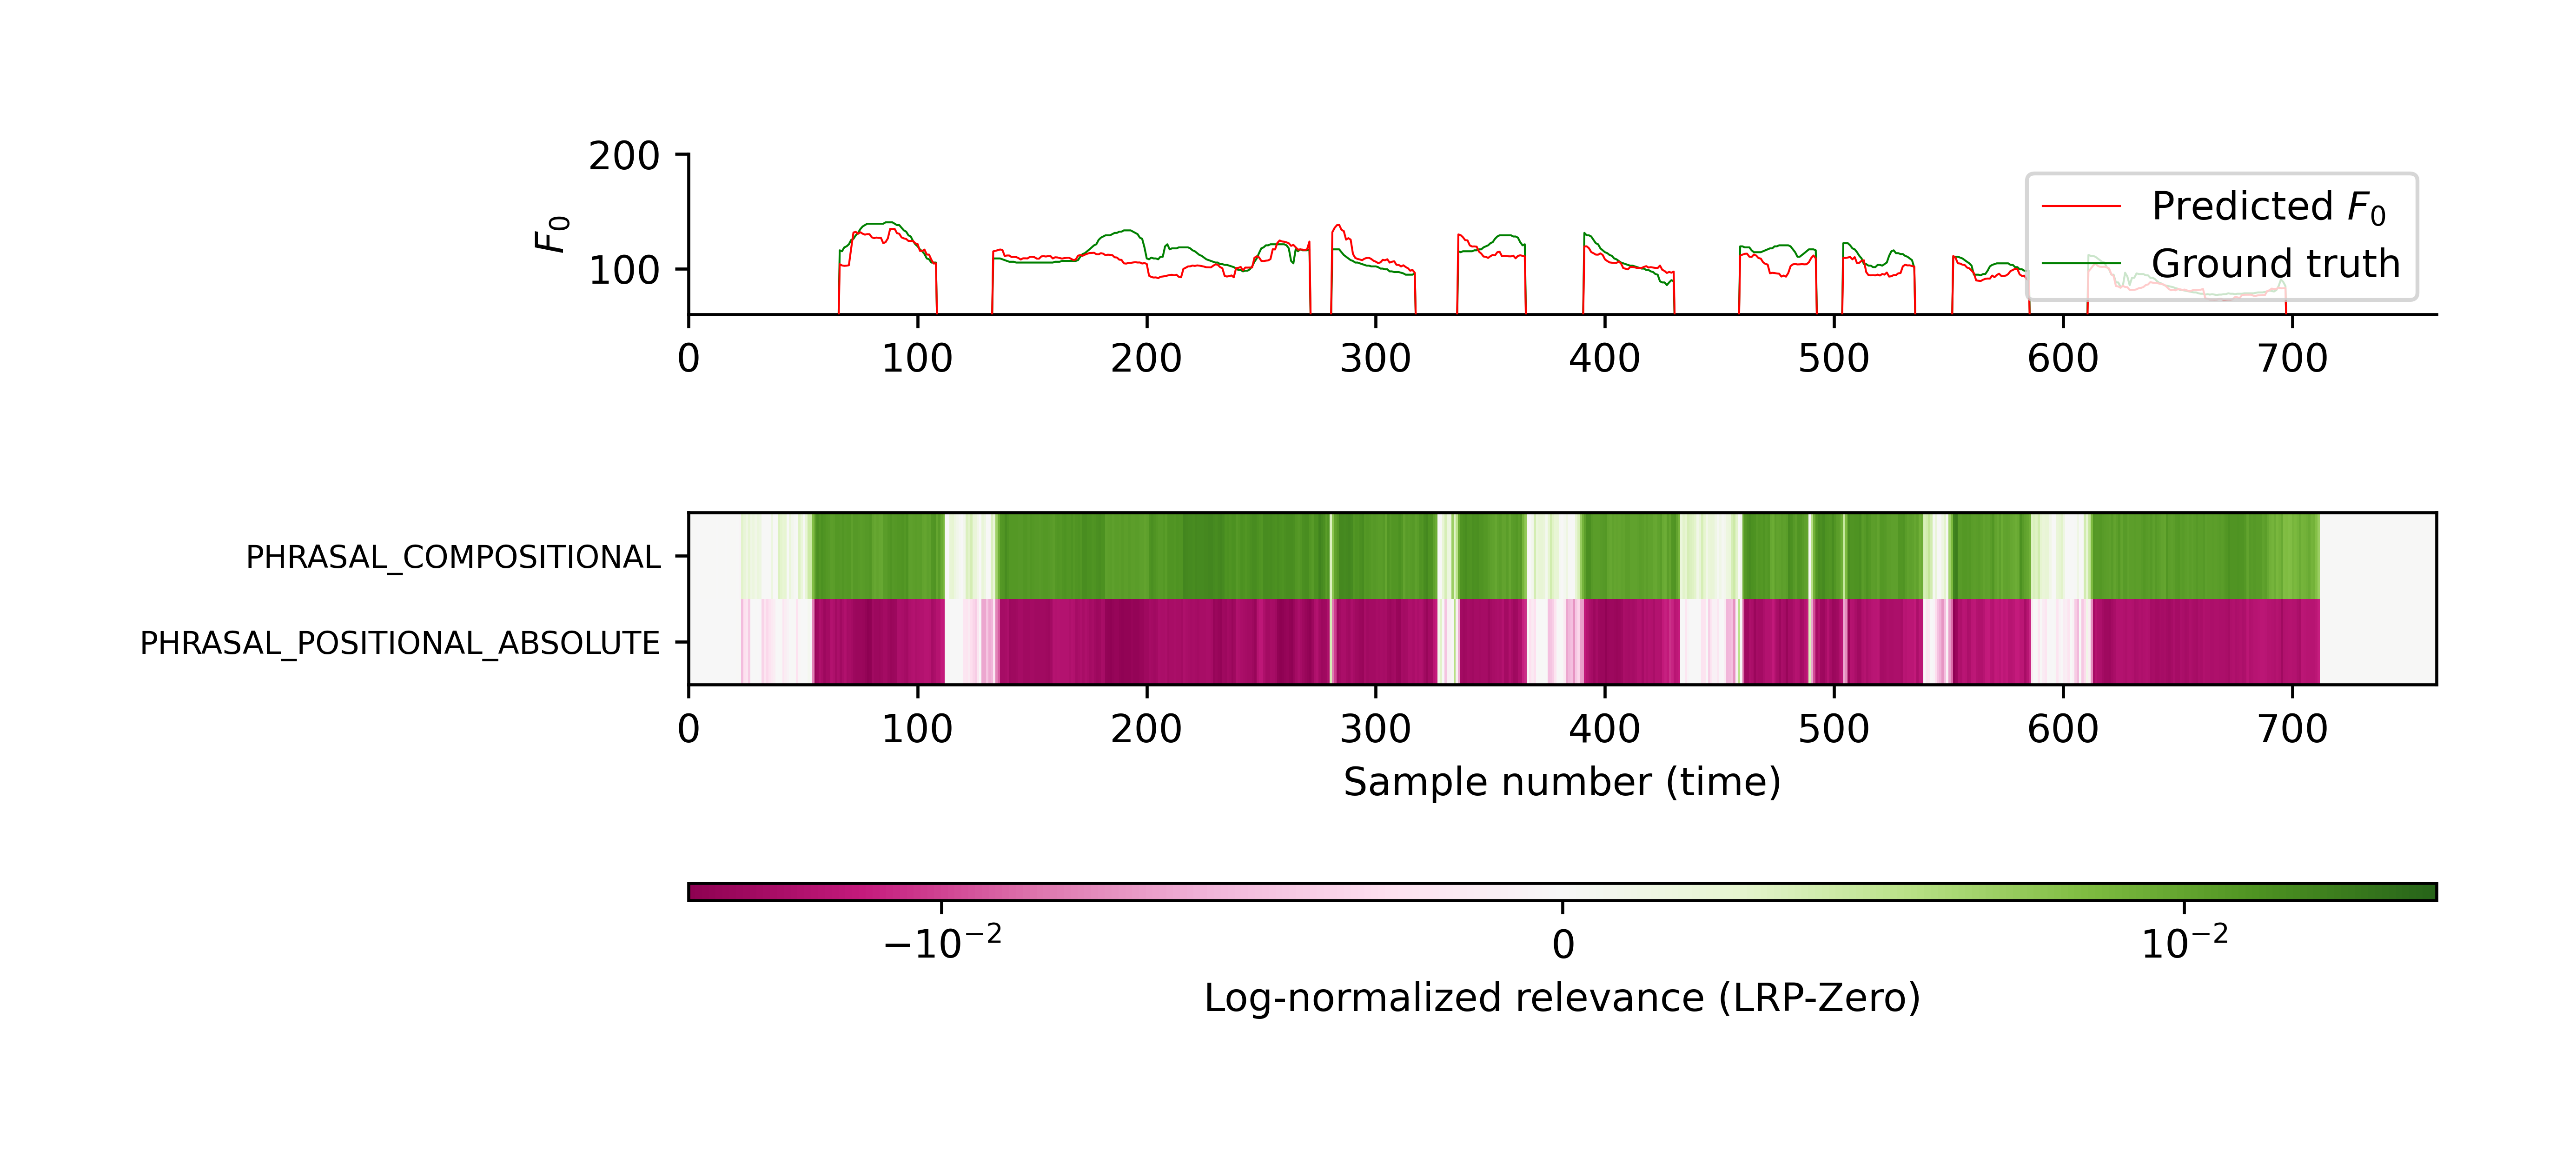 200
100
F₀
Predicted F₀
Ground truth
0 100 200 300 400 500 600 700
PHRASAL_COMPOSITIONAL
PHRASAL_POSITIONAL_ABSOLUTE
0 100 200 300 400 500 600 700
Sample number (time)
−10⁻² 0 10⁻²
Log-normalized relevance (LRP-Zero)